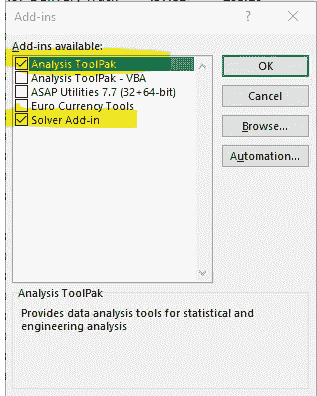 Add-ins
Add-ins available:
Analysis ToolPak
Analysis ToolPak - VBA
ASAP Utilities 7.7 (32+64-bit)
Euro Currency Tools
Solver Add-in
OK
Cancel
Browse...
Automation...
Analysis ToolPak
Provides data analysis tools for statistical and
engineering analysis